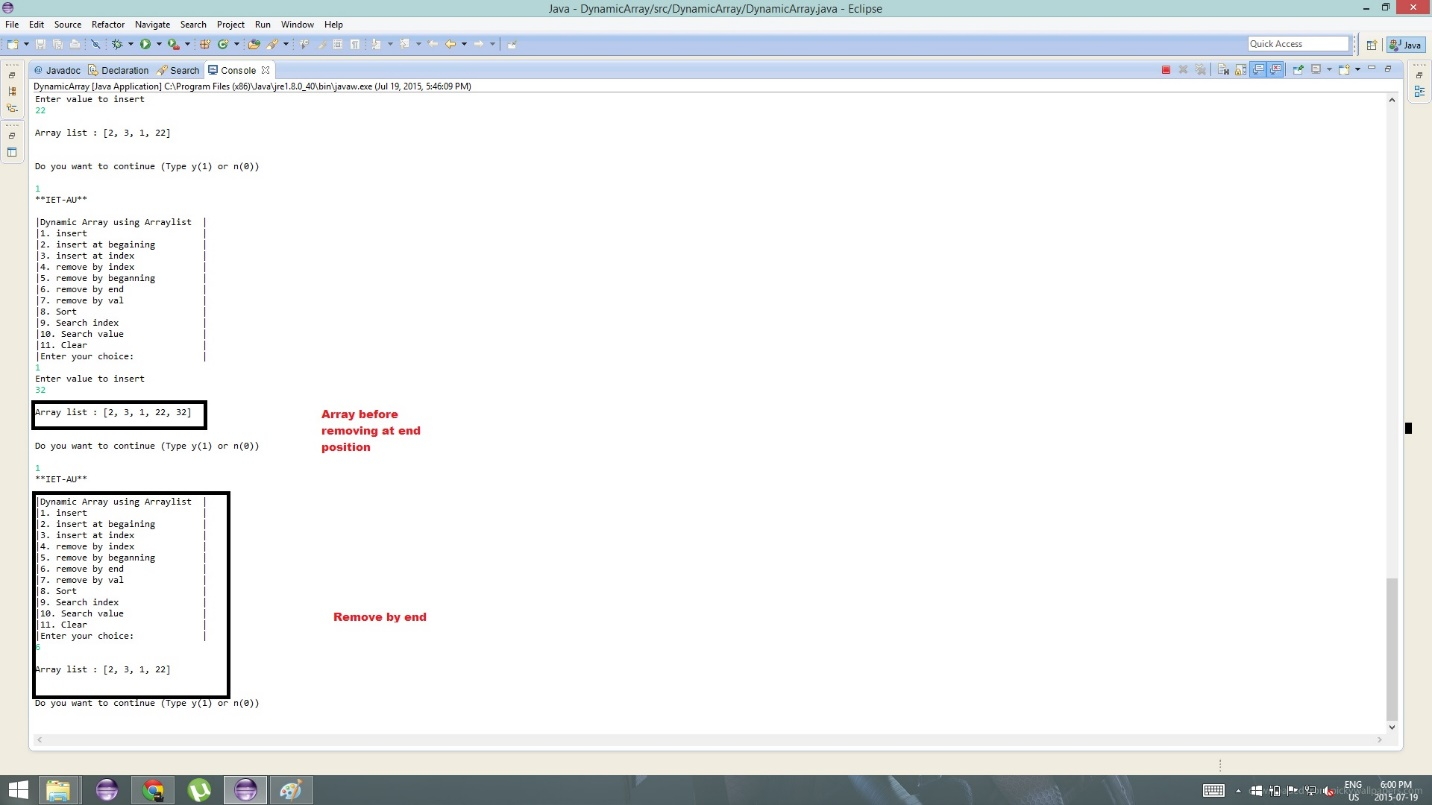 Java - DynamicArray/src/DynamicArray/DynamicArray.java - Eclipse
File Edit Source Refactor Navigate Search Project Run Window Help
Quick Access
Java
@ Javadoc Declaration Search Console
DynamicArray [Java Application] C:\Program Files (x86)\Java\jre1.8.0_40\bin\javaw.exe (Jul 19, 2015, 5:46:09 PM)
Enter value to insert
22
Array list : [2, 3, 1, 22]
Do you want to continue (Type y(1) or n(0))
1
**IET-AU**
|Dynamic Array using Arraylist |
|1. insert |
|2. insert at begaining |
|3. insert at index |
|4. remove by index |
|5. remove by beganning |
|6. remove by end |
|7. remove by val |
|8. Sort |
|9. Search index |
|10. Search value |
|11. Clear |
|Enter your choice: |
1
Enter value to insert
32
Array list : [2, 3, 1, 22, 32]
Array before
removing at end
position
Do you want to continue (Type y(1) or n(0))
1
**IET-AU**
|Dynamic Array using Arraylist |
|1. insert |
|2. insert at begaining |
|3. insert at index |
|4. remove by index |
|5. remove by beganning |
|6. remove by end |
|7. remove by val |
|8. Sort |
|9. Search index |
|10. Search value |
|11. Clear |
|Enter your choice: |
Remove by end
6
Array list : [2, 3, 1, 22]
Do you want to continue (Type y(1) or n(0))
ENG
US
6:00 PM
2015-07-19